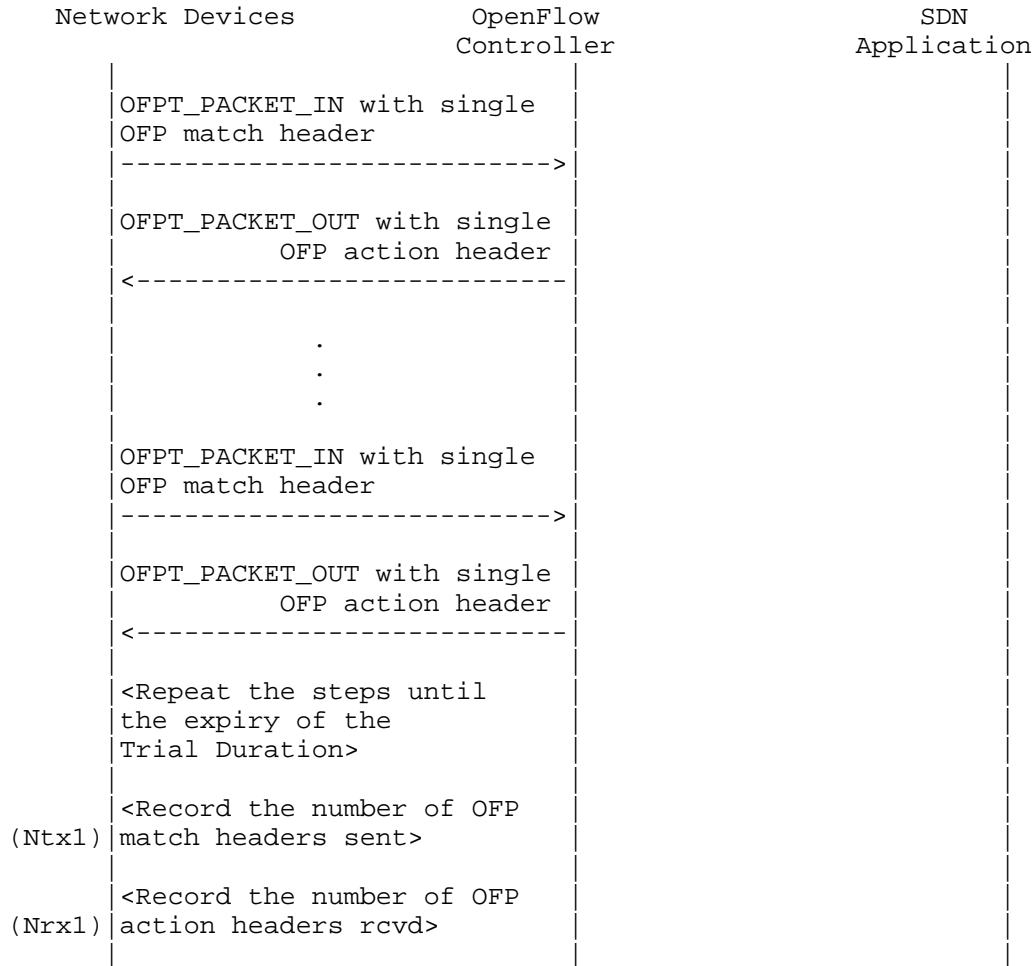 Network Devices OpenFlow SDN
Controller Application
OFPT_PACKET_IN with single
OFP match header
OFPT_PACKET_OUT with single
OFP action header
.
.
.
OFPT_PACKET_IN with single
OFP match header
OFPT_PACKET_OUT with single
OFP action header
<Repeat the steps until
the expiry of the
Trial Duration>
<Record the number of OFP
(Ntx1) match headers sent>
<Record the number of OFP
(Nrx1) action headers rcvd>